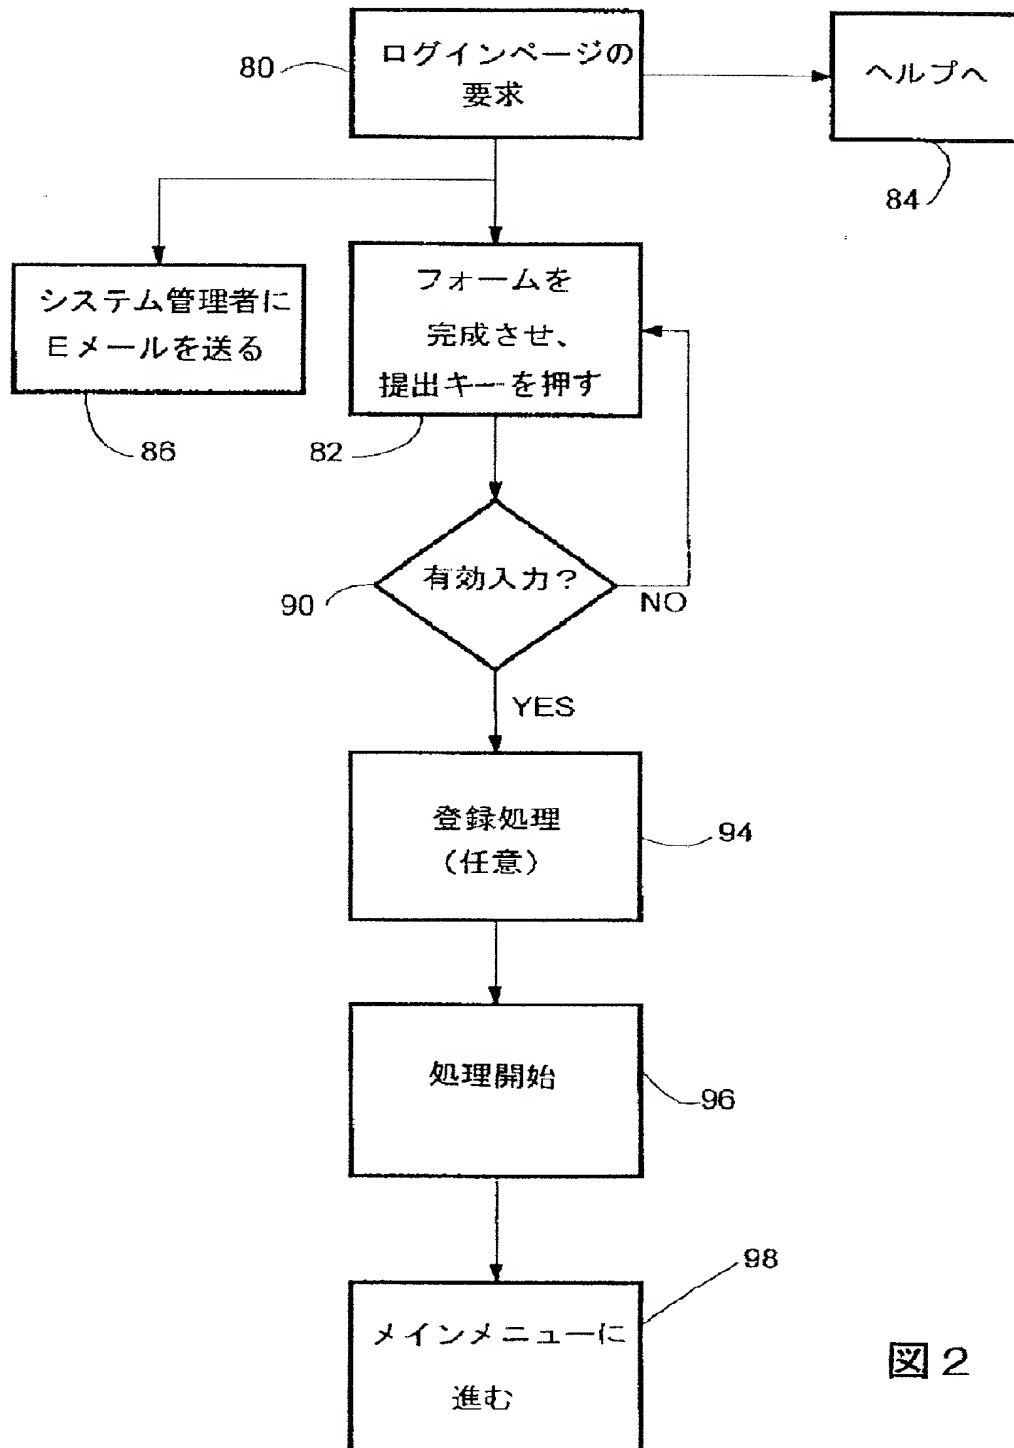 ログインページの
要求
80
ヘルプへ
84
システム管理者に
Eメールを送る
86
フォームを
完成させ、
提出キーを押す
82
有効入力？
90
NO
YES
登録処理
（任意）
94
処理開始
96
メインメニューに
進む
98
図2